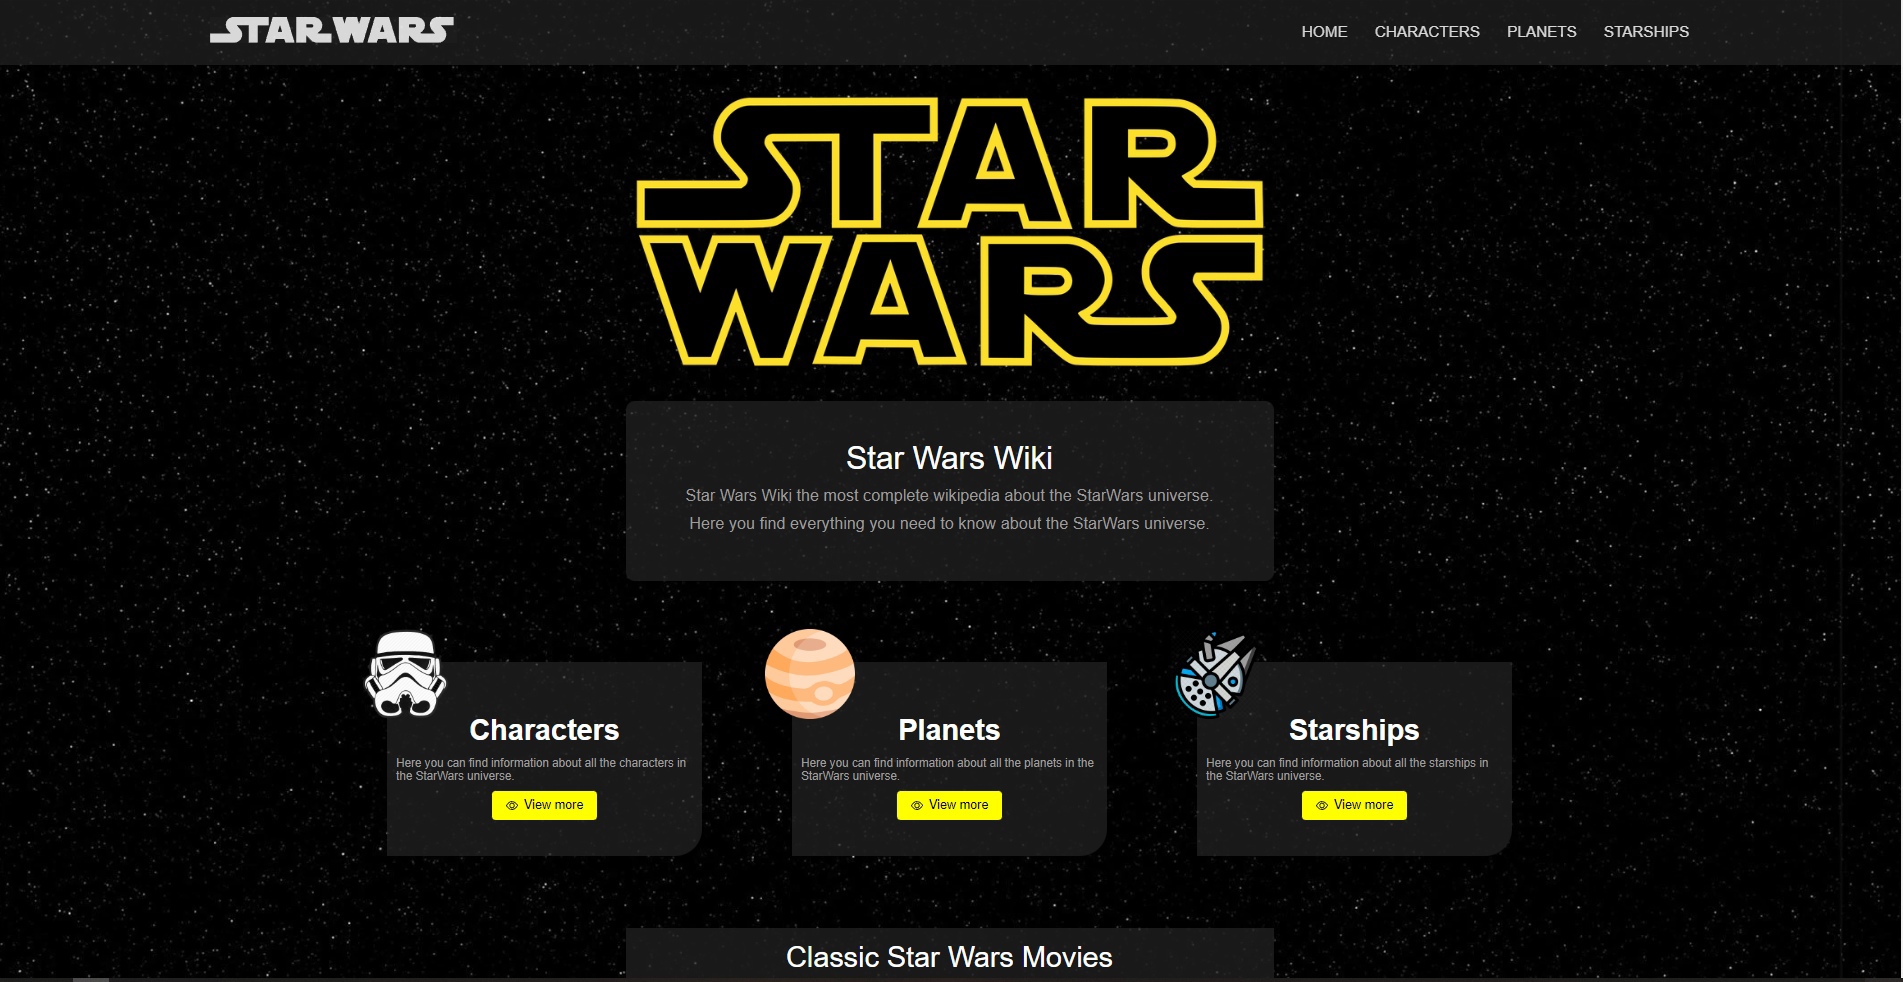 STAR WARS
HOME CHARACTERS PLANETS STARSHIPS
STAR
WARS
Star Wars Wiki
Star Wars Wiki the most complete wikipedia about the StarWars universe.
Here you find everything you need to know about the StarWars universe.
Characters
Here you can find information about all the characters in
the StarWars universe.
View more
Planets
Here you can find information about all the planets in the
StarWars universe.
View more
Starships
Here you can find information about all the starships in
the StarWars universe.
View more
Classic Star Wars Movies